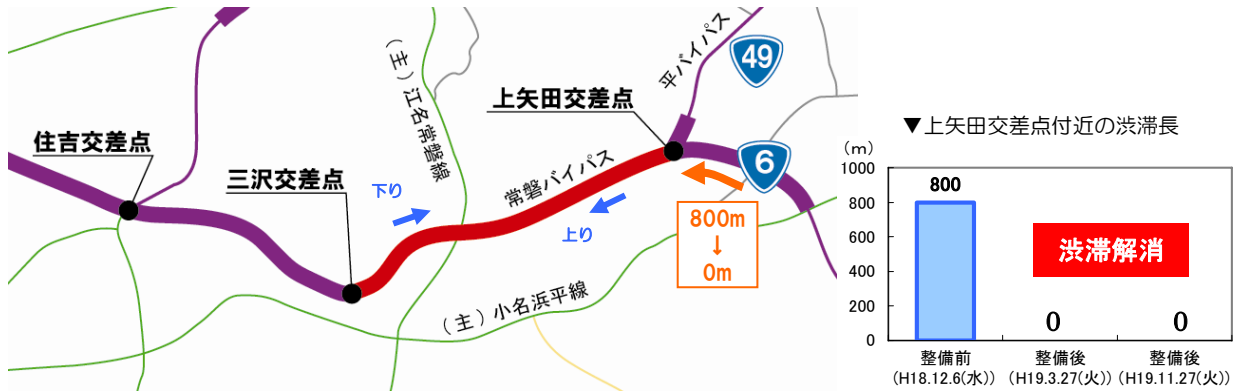 住吉交差点
三沢交差点
下り
(主)江名常磐線
上矢田交差点
常磐バイパス
上り
平バイパス
49
6
800m
↓
0m
(主)小名浜平線
▼上矢田交差点付近の渋滞長
(m)
1000
800
600
400
200
0
800
渋滞解消
0
0
整備前
(H18.12.6(水))
整備後
(H19.3.27(火))
整備後
(H19.11.27(火))